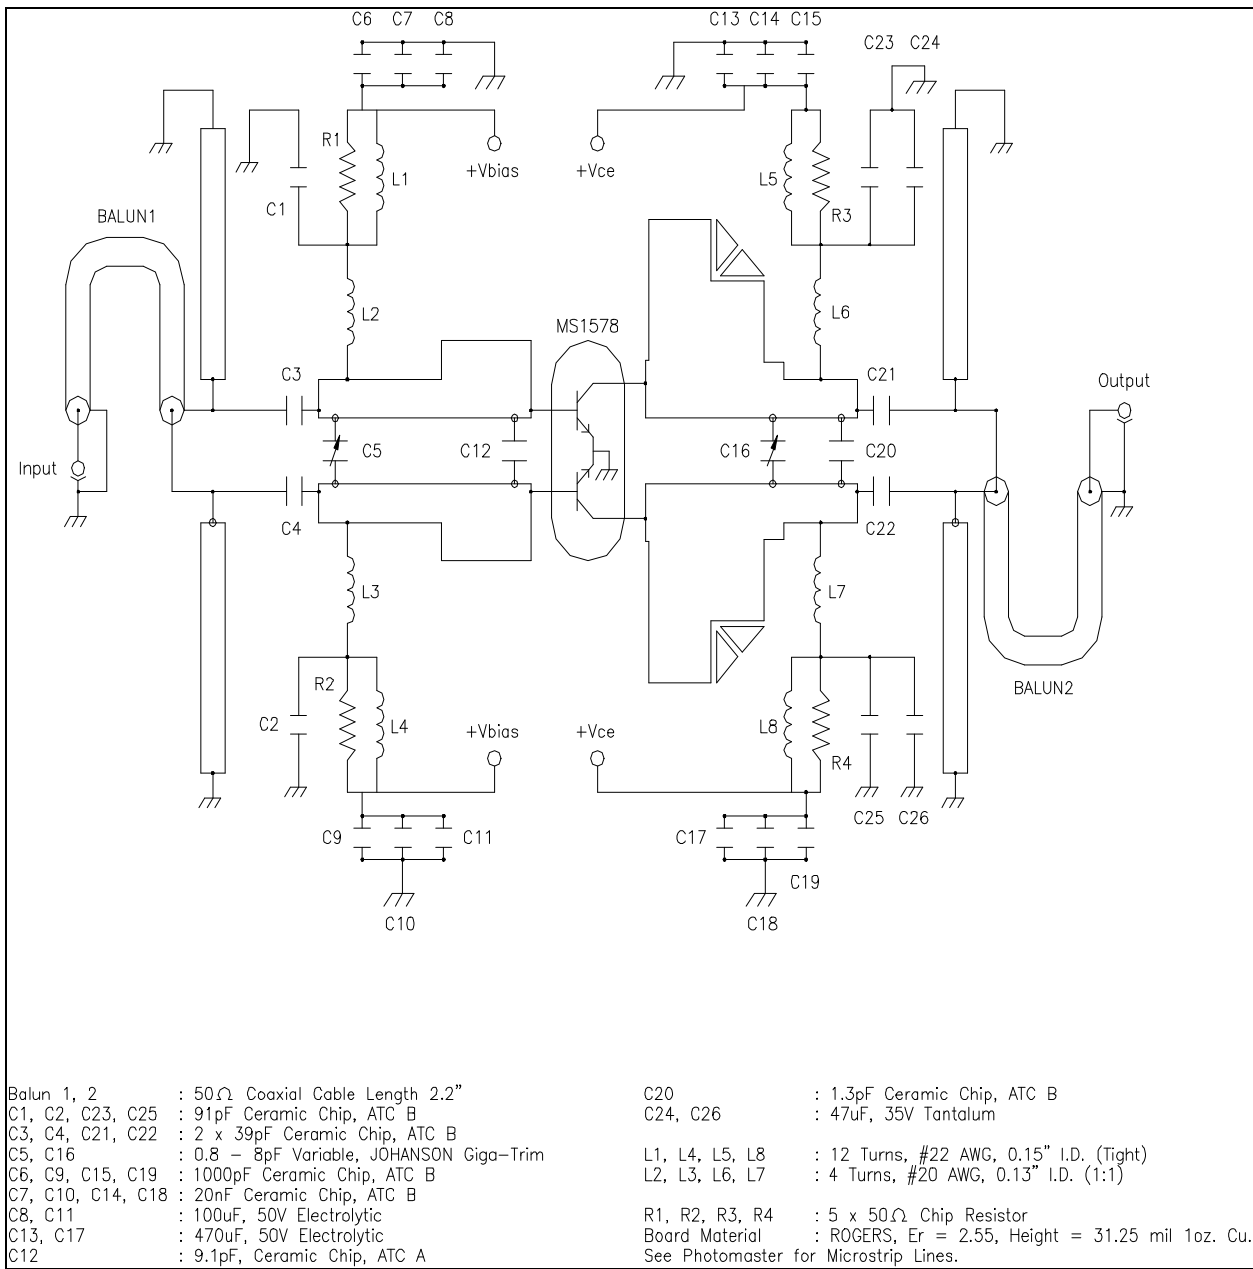 C6 C7 C8 C13 C14 C15
C23 C24
R1
L1
+Vbias
+Vce
L5
R3
C1
BALUN1
L2
L6
MS1578
C3
C21
Output
C5
C12
C16
C20
Input
C4
C22
L3
L7
R2
BALUN2
C2
L4
+Vbias
+Vce
L8
R4
C25 C26
C9
C11
C17
C19
C10
C18
Balun 1, 2 : 50Ω Coaxial Cable Length 2.2"
C1, C2, C23, C25 : 91pF Ceramic Chip, ATC B
C3, C4, C21, C22 : 2 x 39pF Ceramic Chip, ATC B
C5, C16 : 0.8 - 8pF Variable, JOHANSON Giga-Trim
C6, C9, C15, C19 : 1000pF Ceramic Chip, ATC B
C7, C10, C14, C18 : 20nF Ceramic Chip, ATC B
C8, C11 : 100uF, 50V Electrolytic
C13, C17 : 470uF, 50V Electrolytic
C12 : 9.1pF, Ceramic Chip, ATC A
C20 : 1.3pF Ceramic Chip, ATC B
C24, C26 : 47uF, 35V Tantalum
L1, L4, L5, L8 : 12 Turns, #22 AWG, 0.15" I.D. (Tight)
L2, L3, L6, L7 : 4 Turns, #20 AWG, 0.13" I.D. (1:1)
R1, R2, R3, R4 : 5 x 50Ω Chip Resistor
Board Material : ROGERS, Er = 2.55, Height = 31.25 mil 1oz. Cu.
See Photomaster for Microstrip Lines.